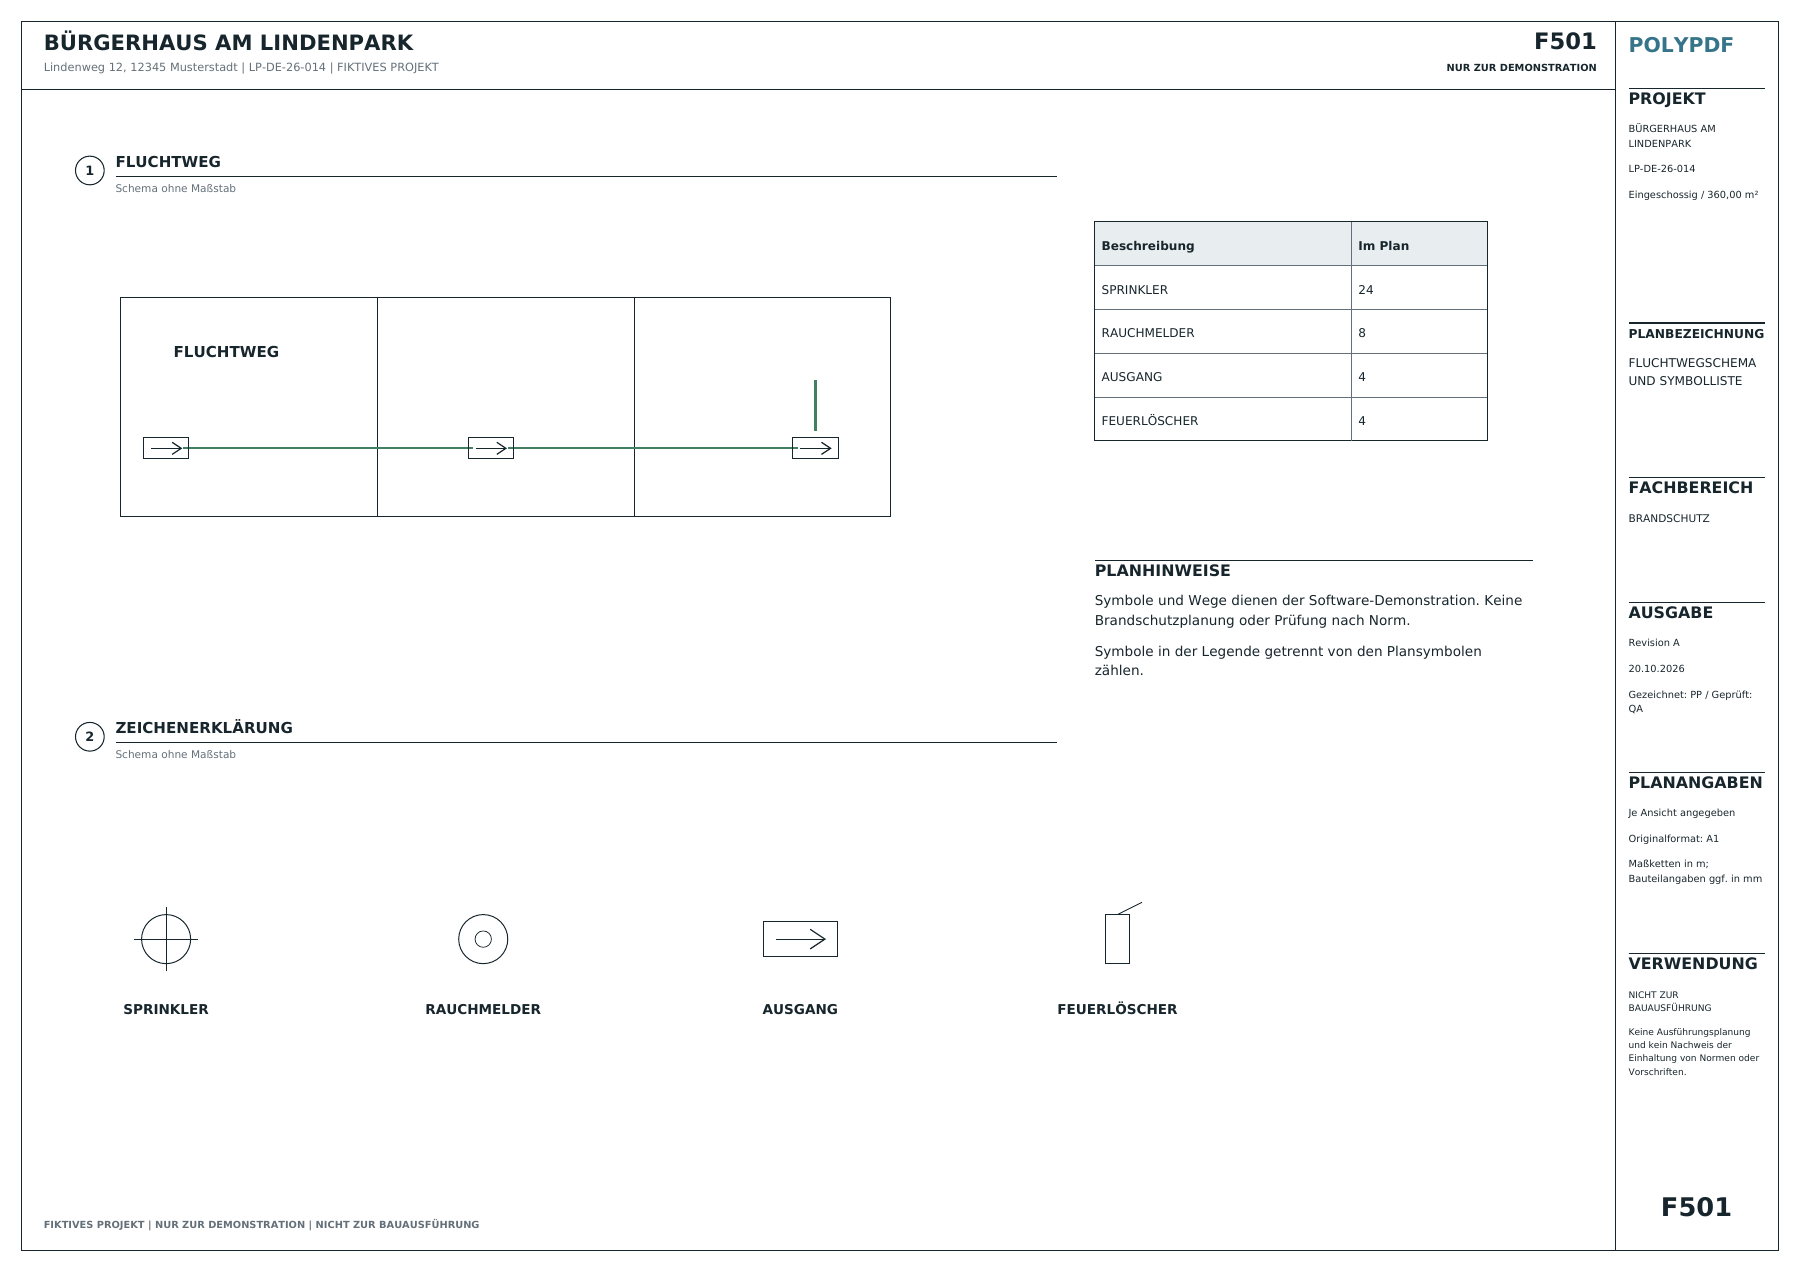 BÜRGERHAUS AM LINDENPARK
Lindenweg 12, 12345 Musterstadt | LP-DE-26-014 | FIKTIVES PROJEKT
F501
NUR ZUR DEMONSTRATION
1
FLUCHTWEG
Schema ohne Maßstab
FLUCHTWEG
Beschreibung Im Plan
SPRINKLER 24
RAUCHMELDER 8
AUSGANG 4
FEUERLÖSCHER 4
PLANHINWEISE
Symbole und Wege dienen der Software-Demonstration. Keine
Brandschutzplanung oder Prüfung nach Norm.
Symbole in der Legende getrennt von den Plansymbolen
zählen.
2
ZEICHENERKLÄRUNG
Schema ohne Maßstab
SPRINKLER
RAUCHMELDER
AUSGANG
FEUERLÖSCHER
FIKTIVES PROJEKT | NUR ZUR DEMONSTRATION | NICHT ZUR BAUAUSFÜHRUNG
POLYPDF
PROJEKT
BÜRGERHAUS AM
LINDENPARK
LP-DE-26-014
Eingeschossig / 360,00 m²
PLANBEZEICHNUNG
FLUCHTWEGSCHEMA
UND SYMBOLLISTE
FACHBEREICH
BRANDSCHUTZ
AUSGABE
Revision A
20.10.2026
Gezeichnet: PP / Geprüft:
QA
PLANANGABEN
Je Ansicht angegeben
Originalformat: A1
Maßketten in m;
Bauteilangaben ggf. in mm
VERWENDUNG
NICHT ZUR
BAUAUSFÜHRUNG
Keine Ausführungsplanung
und kein Nachweis der
Einhaltung von Normen oder
Vorschriften.
F501